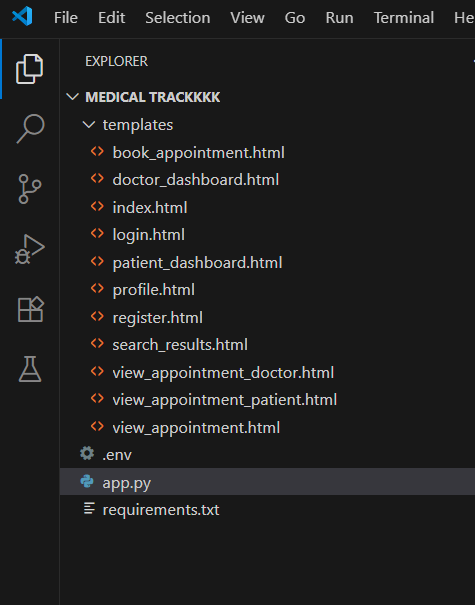 File Edit Selection View Go Run Terminal He
EXPLORER
MEDICAL TRACKKKK
templates
book_appointment.html
doctor_dashboard.html
index.html
login.html
patient_dashboard.html
profile.html
register.html
search_results.html
view_appointment_doctor.html
view_appointment_patient.html
view_appointment.html
.env
app.py
requirements.txt